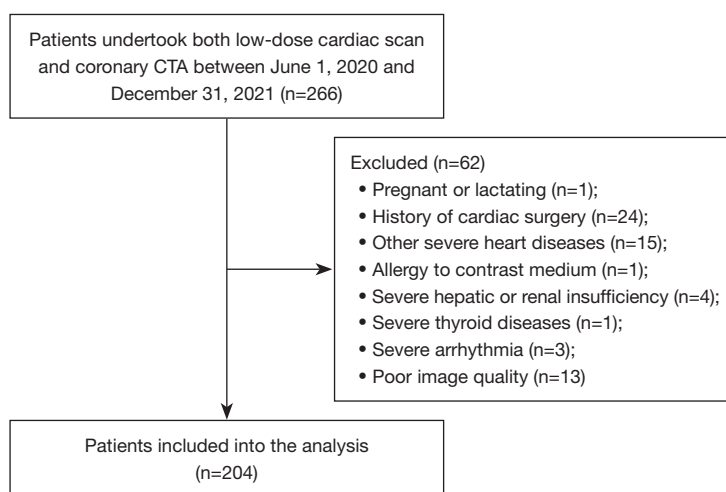 Patients undertook both low-dose cardiac scan
and coronary CTA between June 1, 2020 and
December 31, 2021 (n=266)
Excluded (n=62)
• Pregnant or lactating (n=1);
• History of cardiac surgery (n=24);
• Other severe heart diseases (n=15);
• Allergy to contrast medium (n=1);
• Severe hepatic or renal insufficiency (n=4);
• Severe thyroid diseases (n=1);
• Severe arrhythmia (n=3);
• Poor image quality (n=13)
Patients included into the analysis
(n=204)